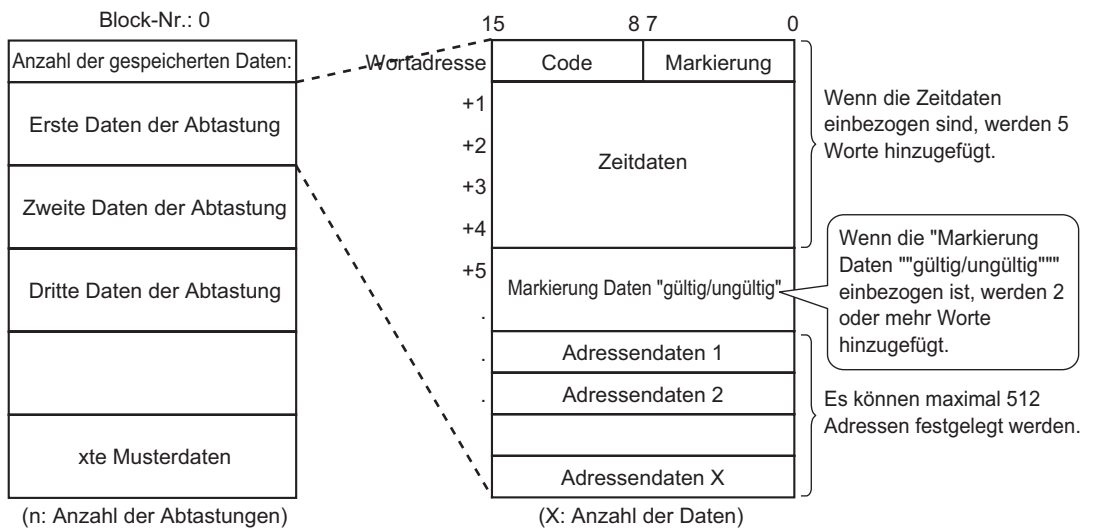 Block-Nr.: 0
Anzahl der gespeicherten Daten:
Erste Daten der Abtastung
Zweite Daten der Abtastung
Dritte Daten der Abtastung
xte Musterdaten
(n: Anzahl der Abtastungen)
15 8 7 0
Wortadresse Code Markierung
+1
+2
Zeitdaten
+3
+4
+5
Markierung Daten "gültig/ungültig"
.
. Adressendaten 1
. Adressendaten 2
Adressendaten X
(X: Anzahl der Daten)
Wenn die Zeitdaten
einbezogen sind, werden 5
Worte hinzugefügt.
Wenn die "Markierung
Daten ""gültig/ungültig"""
einbezogen ist, werden 2
oder mehr Worte
hinzugefügt.
Es können maximal 512
Adressen festgelegt werden.